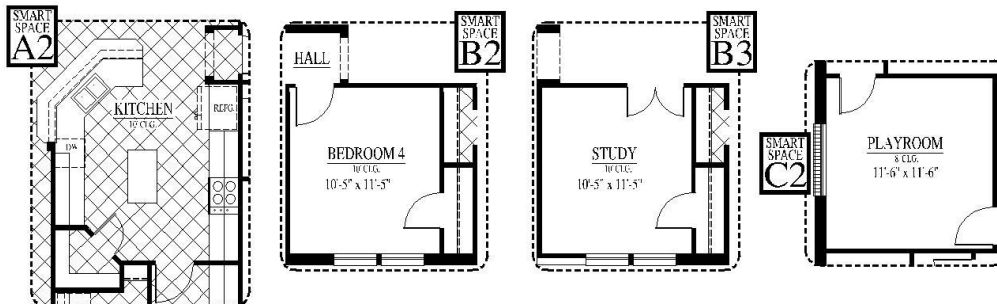 SMART
SPACE
A2
KITCHEN
10' CLG.
REFG.
DW
HALL
SMART
SPACE
B2
BEDROOM 4
10' CLG.
10'-5" x 11'-5"
SMART
SPACE
B3
STUDY
10' CLG.
10'-5" x 11'-5"
SMART
SPACE
C2
PLAYROOM
8' CLG.
11'-6" x 11'-6"